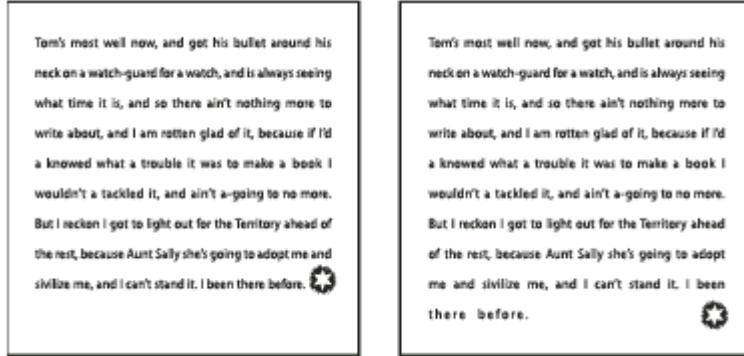 Tom's most well now, and got his bullet around his
neck on a watch-guard for a watch, and is always seeing
what time it is, and so there ain't nothing more to
write about, and I am rotten glad of it, because if I'd
a knowed what a trouble it was to make a book I
wouldn't a tackled it, and ain't a-going to no more.
But I reckon I got to light out for the Territory ahead of
the rest, because Aunt Sally she's going to adopt me and
sivilize me, and I can't stand it. I been there before.
Tom's most well now, and got his bullet around his
neck on a watch-guard for a watch, and is always seeing
what time it is, and so there ain't nothing more to
write about, and I am rotten glad of it, because if I'd
a knowed what a trouble it was to make a book I
wouldn't a tackled it, and ain't a-going to no more.
But I reckon I got to light out for the Territory ahead
of the rest, because Aunt Sally she's going to adopt
me and sivilize me, and I can't stand it. I been
there before.